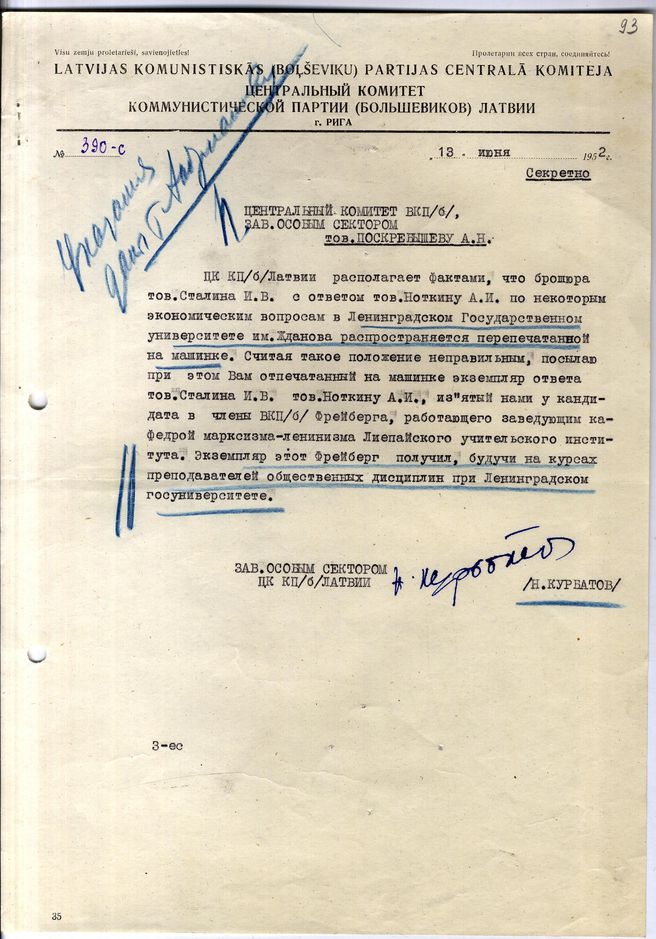 93
Visu zemju proletarieši, savienojieties!
Пролетарии всех стран, соединяйтесь!
LATVIJAS KOMUNISTISKĀS (BOĻŠEVIKU) PARTIJAS CENTRALĀ KOMITEJA
ЦЕНТРАЛЬНЫЙ КОМИТЕТ
КОММУНИСТИЧЕСКОЙ ПАРТИИ (БОЛЬШЕВИКОВ) ЛАТВИИ
г. РИГА
№ 390-с
„13. июня 1952 г.
Секретно
Указания
даны т.
ЦЕНТРАЛЬНЫЙ КОМИТЕТ ВКП/б/,
ЗАВ.ОСОБЫМ СЕКТОРОМ
тов.ПОСКРЕБЫШЕВУ А.Н.
ЦК КП/б/Латвии располагает фактами, что брошюра
тов.Сталина И.В. с ответом тов.Ноткину А.И. по некоторым
экономическим вопросам в Ленинградском Государственном
университете им.Жданова распространяется перепечатанной
на машинке. Считая такое положение неправильным, посылаю
при этом Вам отпечатанный на машинке экземпляр ответа
тов.Сталина И.В. тов.Ноткину А.И., из"ятый нами у канди-
дата в члены ВКП/б/ Фрейберга, работающего заведующим ка-
федрой марксизма-ленинизма Лиепайского учительского инсти-
тута. Экземпляр этот Фрейберг получил, будучи на курсах
преподавателей общественных дисциплин при Ленинградском
госуниверситете.
ЗАВ.ОСОБЫМ СЕКТОРОМ
ЦК КП/б/ЛАТВИИ
/Н.КУРБАТОВ/
3-ес
35